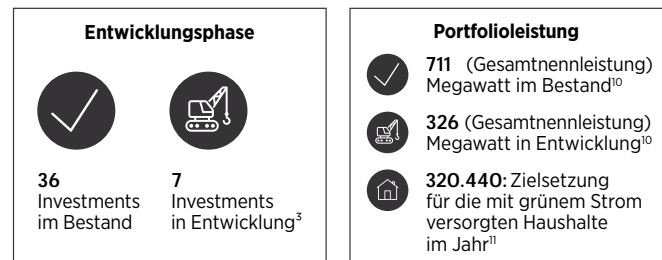 Entwicklungsphase
36
Investments
im Bestand
7
Investments
in Entwicklung³
Portfolioleistung
711 (Gesamtnennleistung)
Megawatt im Bestand¹⁰
326 (Gesamtnennleistung)
Megawatt in Entwicklung¹⁰
320.440: Zielsetzung
für die mit grünem Strom
versorgten Haushalte
im Jahr¹¹